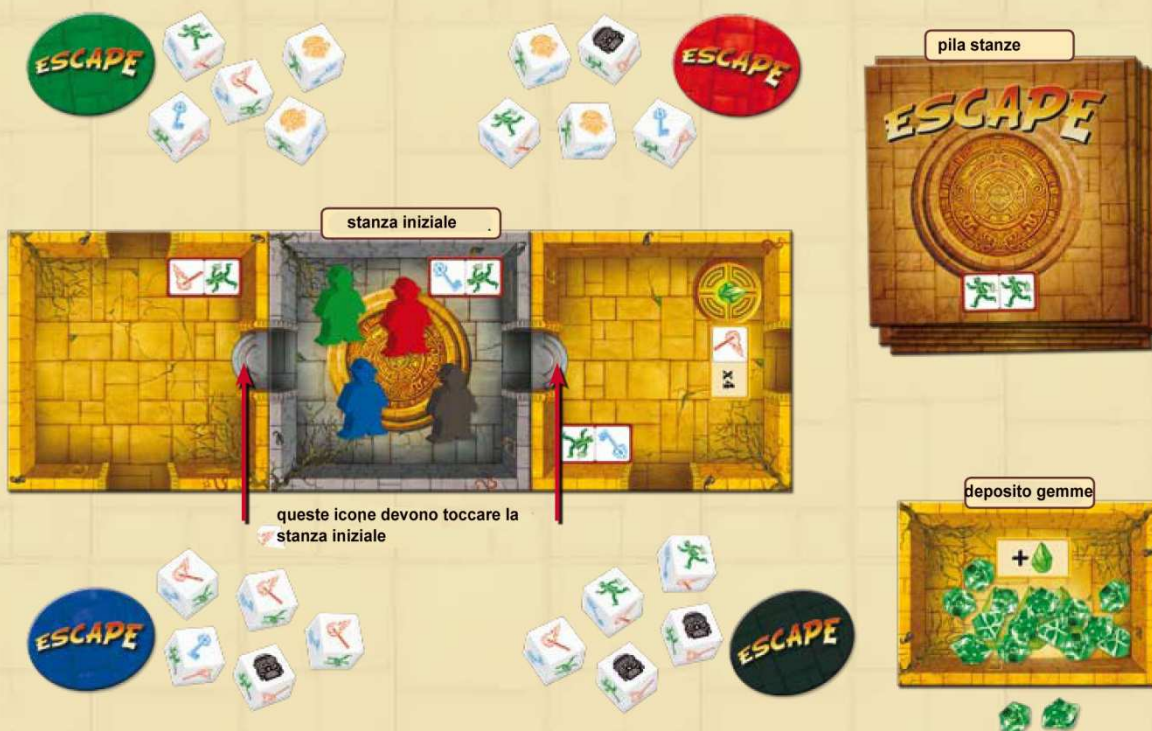 ESCAPE
ESCAPE
pila stanze
ESCAPE
stanza iniziale .
x4
queste icone devono toccare la
stanza iniziale
deposito gemme
+
ESCAPE
ESCAPE